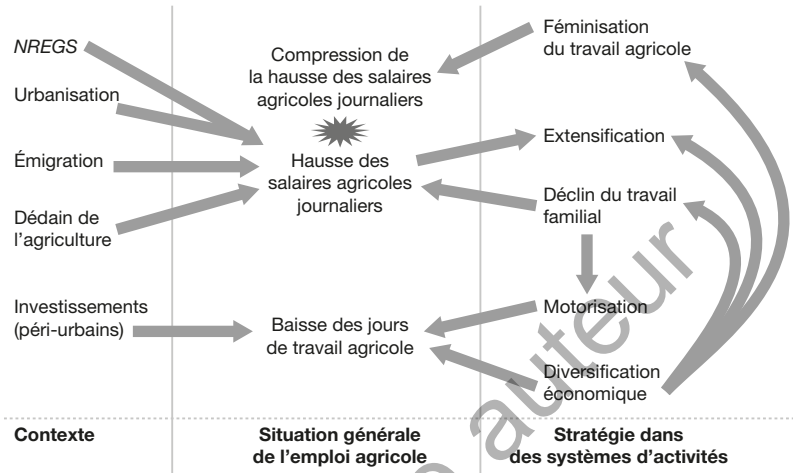 NREGS
Urbanisation
Émigration
Dédain de
l'agriculture
Investissements
(péri-urbains)
Compression de
la hausse des salaires
agricoles journaliers
Hausse des
salaires agricoles
journaliers
Baisse des jours
de travail agricole
Féminisation
du travail agricole
Extensification
Déclin du travail
familial
Motorisation
Diversification
économique
Contexte
Situation générale
de l'emploi agricole
Stratégie dans
des systèmes d'activités
auteur